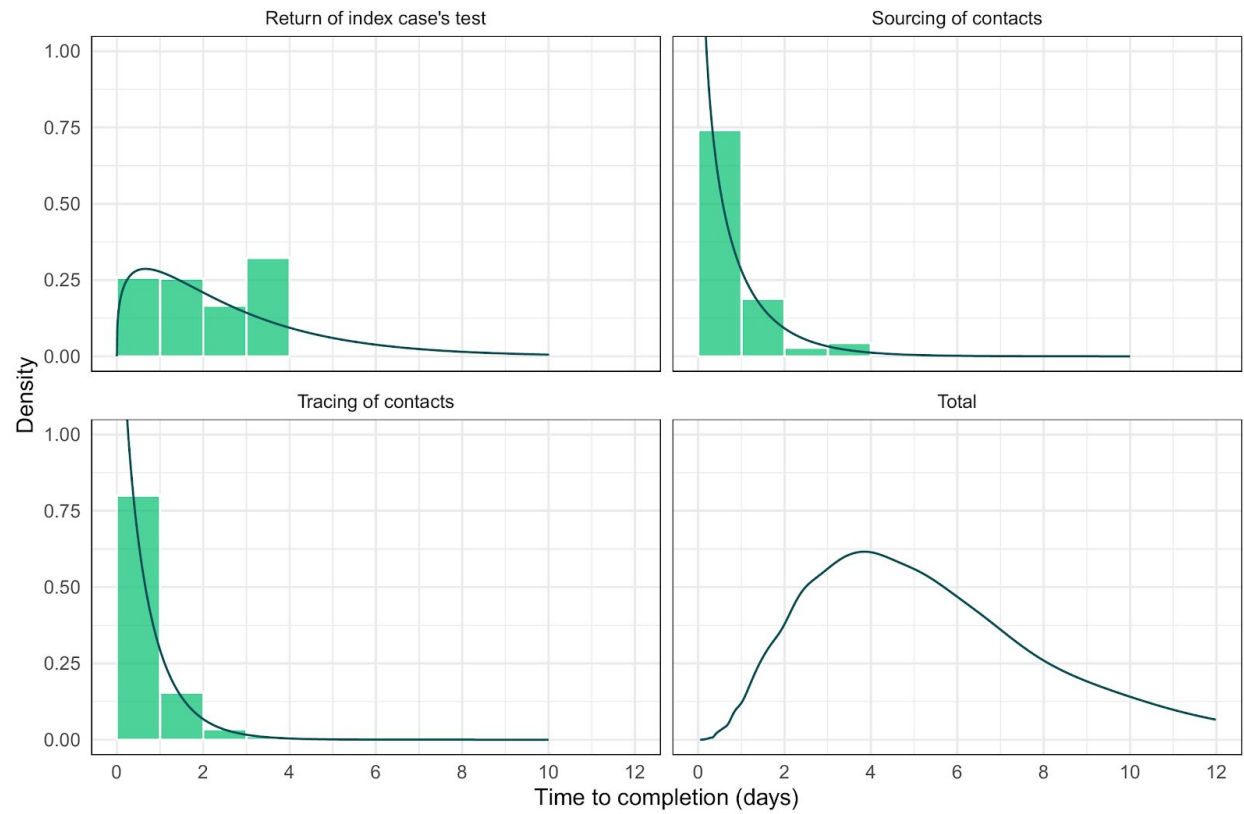 Return of index case's test
Sourcing of contacts
1.00
0.75
0.50
0.25
0.00
Density
Tracing of contacts
Total
1.00
0.75
0.50
0.25
0.00
0 2 4 6 8 10 12
0 2 4 6 8 10 12
Time to completion (days)